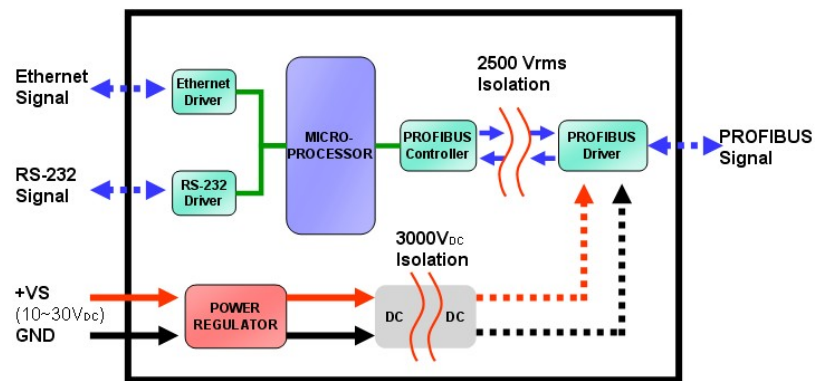 2500 Vrms
Isolation
Ethernet
Signal
Ethernet
Driver
MICRO-
PROCESSOR
PROFIBUS
Controller
PROFIBUS
Driver
PROFIBUS
Signal
RS-232
Signal
RS-232
Driver
3000VDC
Isolation
+VS
(10~30VDC)
GND
POWER
REGULATOR
DC
DC